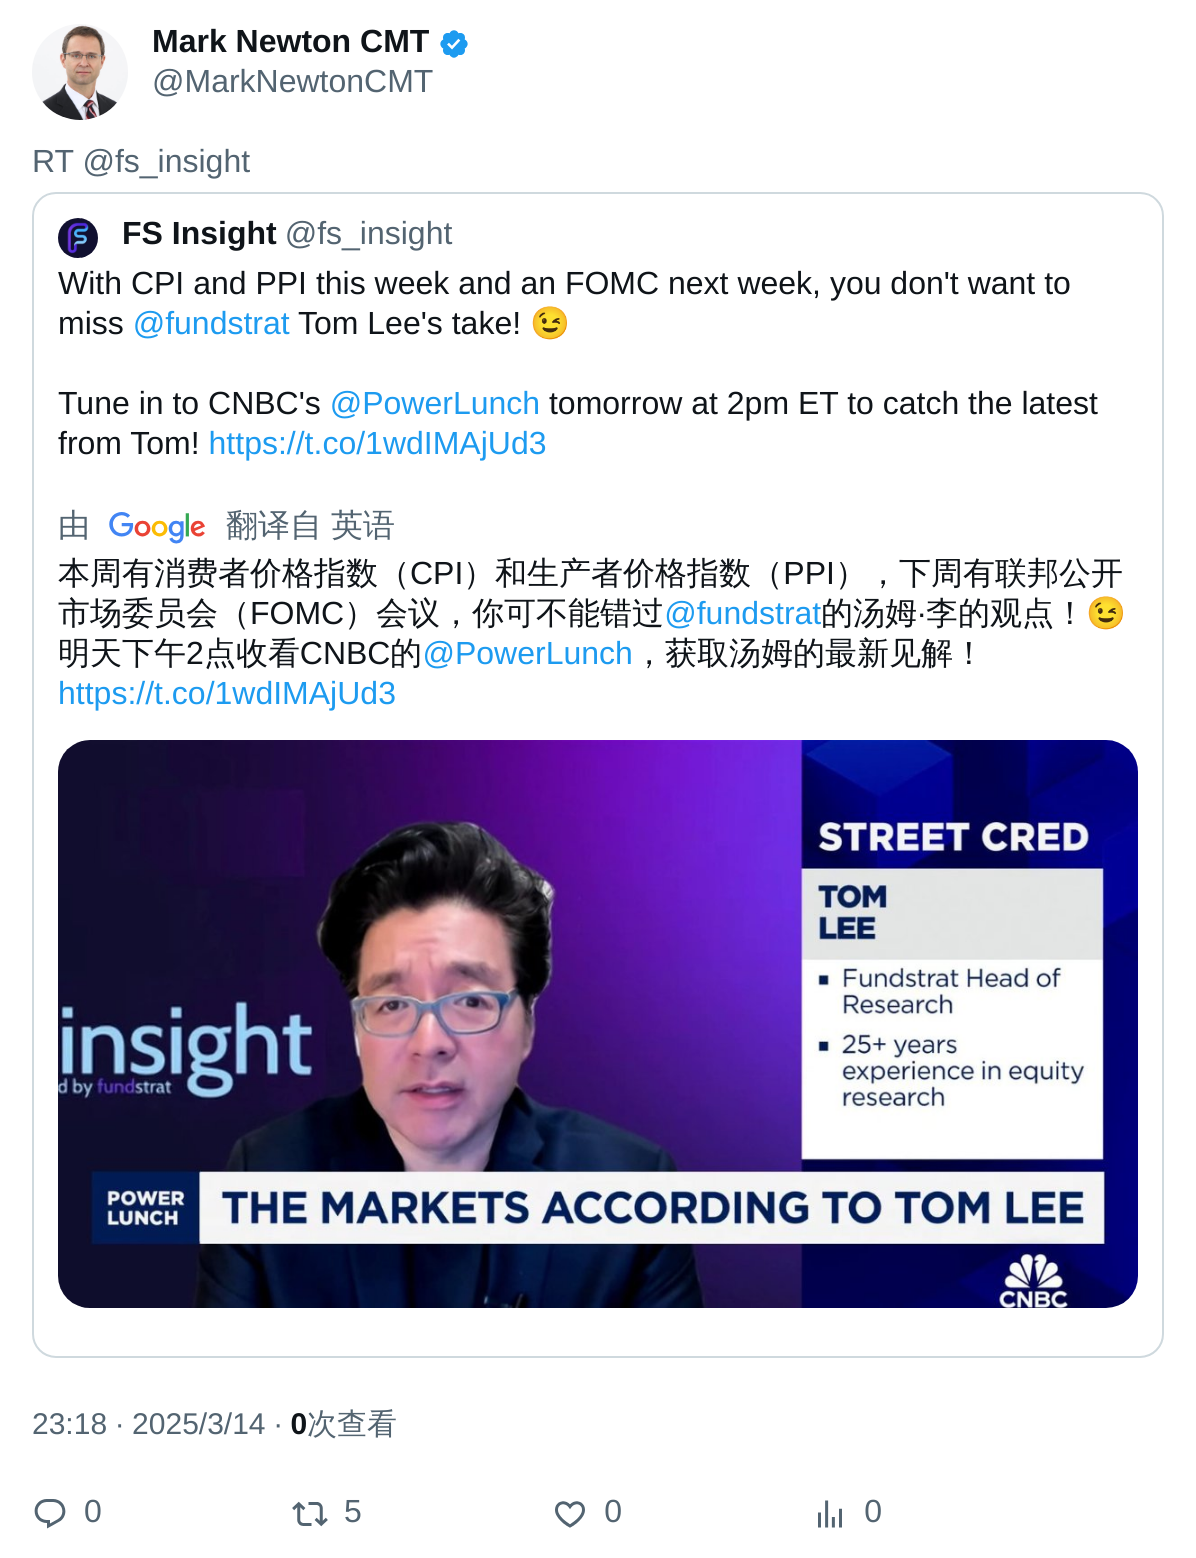 Mark Newton CMT
@MarkNewtonCMT
RT @fs_insight
FS Insight @fs_insight
With CPI and PPI this week and an FOMC next week, you don't want to
miss @fundstrat Tom Lee's take! 😉
Tune in to CNBC's @PowerLunch tomorrow at 2pm ET to catch the latest
from Tom! https://t.co/1wdIMAjUd3
由 Google 翻译自 英语
本周有消费者价格指数（CPI）和生产者价格指数（PPI），下周有联邦公开
市场委员会（FOMC）会议，你可不能错过@fundstrat的汤姆·李的观点！😉
明天下午2点收看CNBC的@PowerLunch，获取汤姆的最新见解！
https://t.co/1wdIMAjUd3
STREET CRED
TOM
LEE
▪ Fundstrat Head of
Research
▪ 25+ years
experience in equity
research
insight
d by fundstrat
POWER
LUNCH
THE MARKETS ACCORDING TO TOM LEE
CNBC
23:18 · 2025/3/14 · 0次查看
0 5 0 0